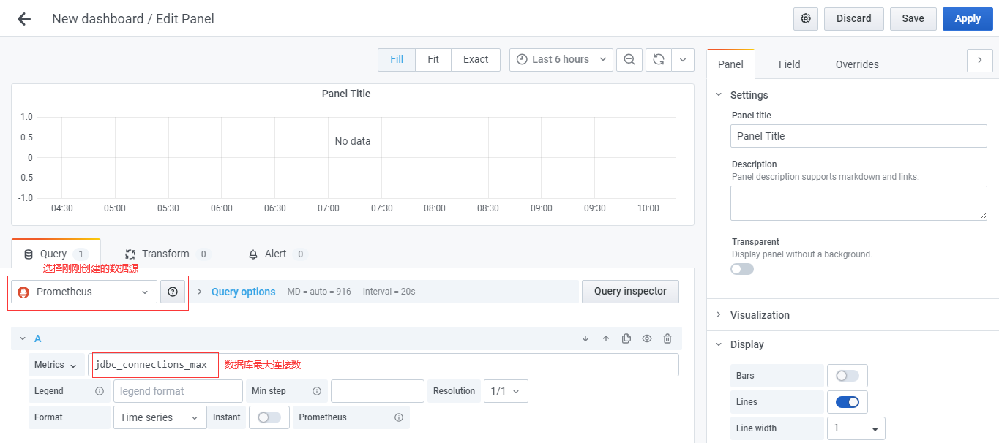 New dashboard / Edit Panel
Discard
Save
Apply
Fill
Fit
Exact
Last 6 hours
Panel Title
1.0
0.5
0
-0.5
-1.0
No data
04:30
05:00
05:30
06:00
06:30
07:00
07:30
08:00
08:30
09:00
09:30
10:00
Query 1
Transform 0
Alert 0
选择刚刚创建的数据源
Prometheus
Query options
MD = auto = 916
Interval = 20s
Query inspector
A
Metrics
jdbc_connections_max
数据库最大连接数
Legend
legend format
Min step
Resolution
1/1
Format
Time series
Instant
Prometheus
Panel
Field
Overrides
Settings
Panel title
Panel Title
Description
Panel description supports markdown and links.
Transparent
Display panel without a background.
Visualization
Display
Bars
Lines
Line width
1